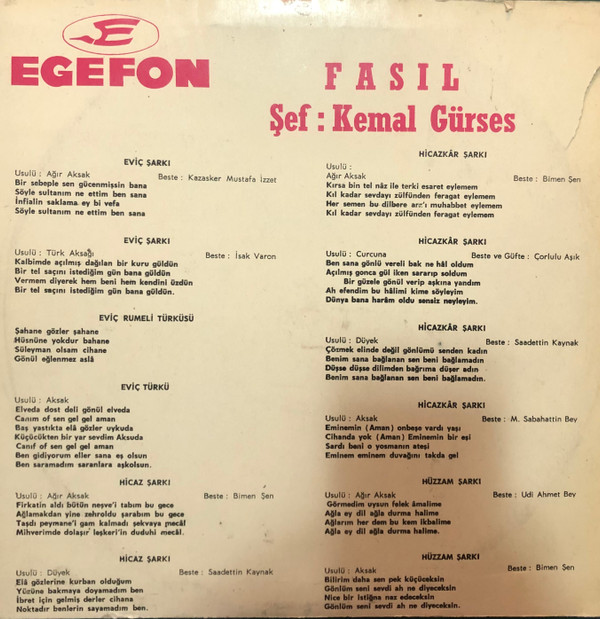 EGEFON
FASIL
Şef : Kemal Gürses
EVİÇ ŞARKI
Usulü : Ağır Aksak Beste : Kazasker Mustafa İzzet
Bir sebeple sen gücenmişsin bana
Söyle sultanım ne ettim ben sana
İnfialin saklama ey bi vefa
Söyle sultanım ne ettim ben sana
EVİÇ ŞARKI
Usulü : Türk Aksağı Beste : İsak Varon
Kalbimde açılmış dağılan bir kuru güldün
Bir tel saçını istediğim gün bana güldün
Vermem diyerek hem beni hem kendini üzdün
Bir tel saçını istediğim gün bana güldün.
EVİÇ RUMELİ TÜRKÜSÜ
Şahane gözler şahane
Hüsnüne yokdur bahane
Süleyman olsam cihane
Gönül eğlenmez aslâ
EVİÇ TÜRKÜ
Usulü : Aksak
Elveda dost deli gönül elveda
Canım of sen gel gel aman
Baş yastıkta elâ gözler uykuda
Küçücükten bir yar sevdim Aksuda
Canıf of sen gel gel aman
Ben gidiyorum eller sana eş olsun
Ben saramadım saranlara aşkolsun.
HİCAZ ŞARKI
Usulü : Ağır Aksak Beste : Bimen Şen
Firkatin aldı bütün neşve'i tabım bu gece
Ağlamakdan yine zehroldu şarabım bu gece
Taşdı peymane'i gam kalmadı şekvaya mecâl
Mihverimde dolaşır leşkeri'in duduhi mecâl.
HİCAZ ŞARKI
Usulü : Düyek Beste : Saadettin Kaynak
Elâ gözlerine kurban olduğum
Yüzüne bakmaya doyamadım ben
İbret için gelmiş derler cihana
Noktadır benlerin sayamadım ben.
HİCAZKÂR ŞARKI
Usulü :
Ağır Aksak Beste : Bimen Şen
Kırsa bin tel nâz ile terki esaret eylemem
Kıl kadar sevdayı zülfünden feragat eylemem
Her semen bu dilbere arz'ı muhabbet eylemem
Kıl kadar sevdayı zülfünden feragat eylemem
HİCAZKÂR ŞARKI
Usulü : Curcuna Beste ve Güfte : Çorlulu Aşık
Ben sana gönlü vereli bak ne hâl oldum
Açılmış gonca gül iken sararıp soldum
Bir güzele gönül verip aşkına yandım
Ah efendim bu hâlimi kime söyleyim
Dünya bana harâm oldu sensiz neyleyim.
HİCAZKÂR ŞARKI
Usulü : Düyek Beste : Saadettin Kaynak
Çözmek elinde değil gönlümü senden kadın
Benim sana bağlanan sen beni bağlamadın.
Düşse düşse dilimden bağrıma düşer adın
Benim sana bağlanan sen beni bağlamadın.
HİCAZKAR ŞARKI
Usulü : Aksak Beste : M. Sabahattin Bey
Eminemin (Aman) onbeşe vardı yaşı
Cihanda yok (Aman) Eminemin bir eşi
Sardı beni o yosmanın ateşi
Eminem eminem duvağını takda gel
HÜZZAM ŞARKI
Usulü : Ağır Aksak Beste : Udi Ahmet Bey
Görmedim uysun felek âmalime
Ağla ey dil ağla durma halime
Ağlarım her dem bu kem ikbalime
Ağla ey dil ağla durma halime.
HÜZZAM ŞARKI
Usulü : Aksak Beste : Bimen Şen
Bilirim daha sen pek küçüceksin
Gönlüm seni sevdi ah ne diyeceksin
Nice bir istiğna naz edeceksin
Gönlüm seni sevdi ah ne diyeceksin.